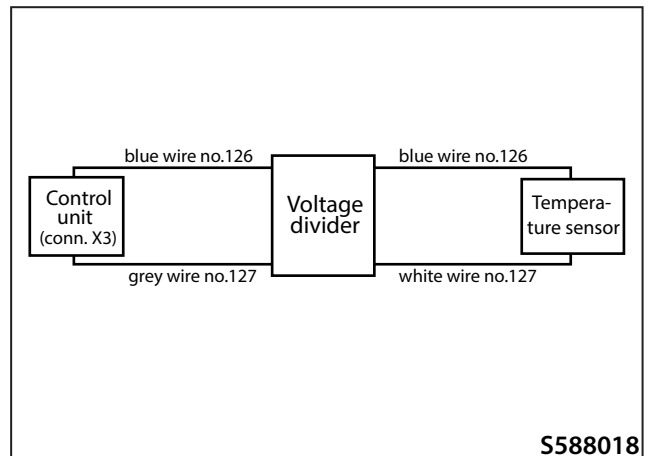 blue wire no.126
blue wire no.126
Control
unit
(conn. X3)
Voltage
divider
Tempera-
ture sensor
grey wire no.127
white wire no.127
S588018